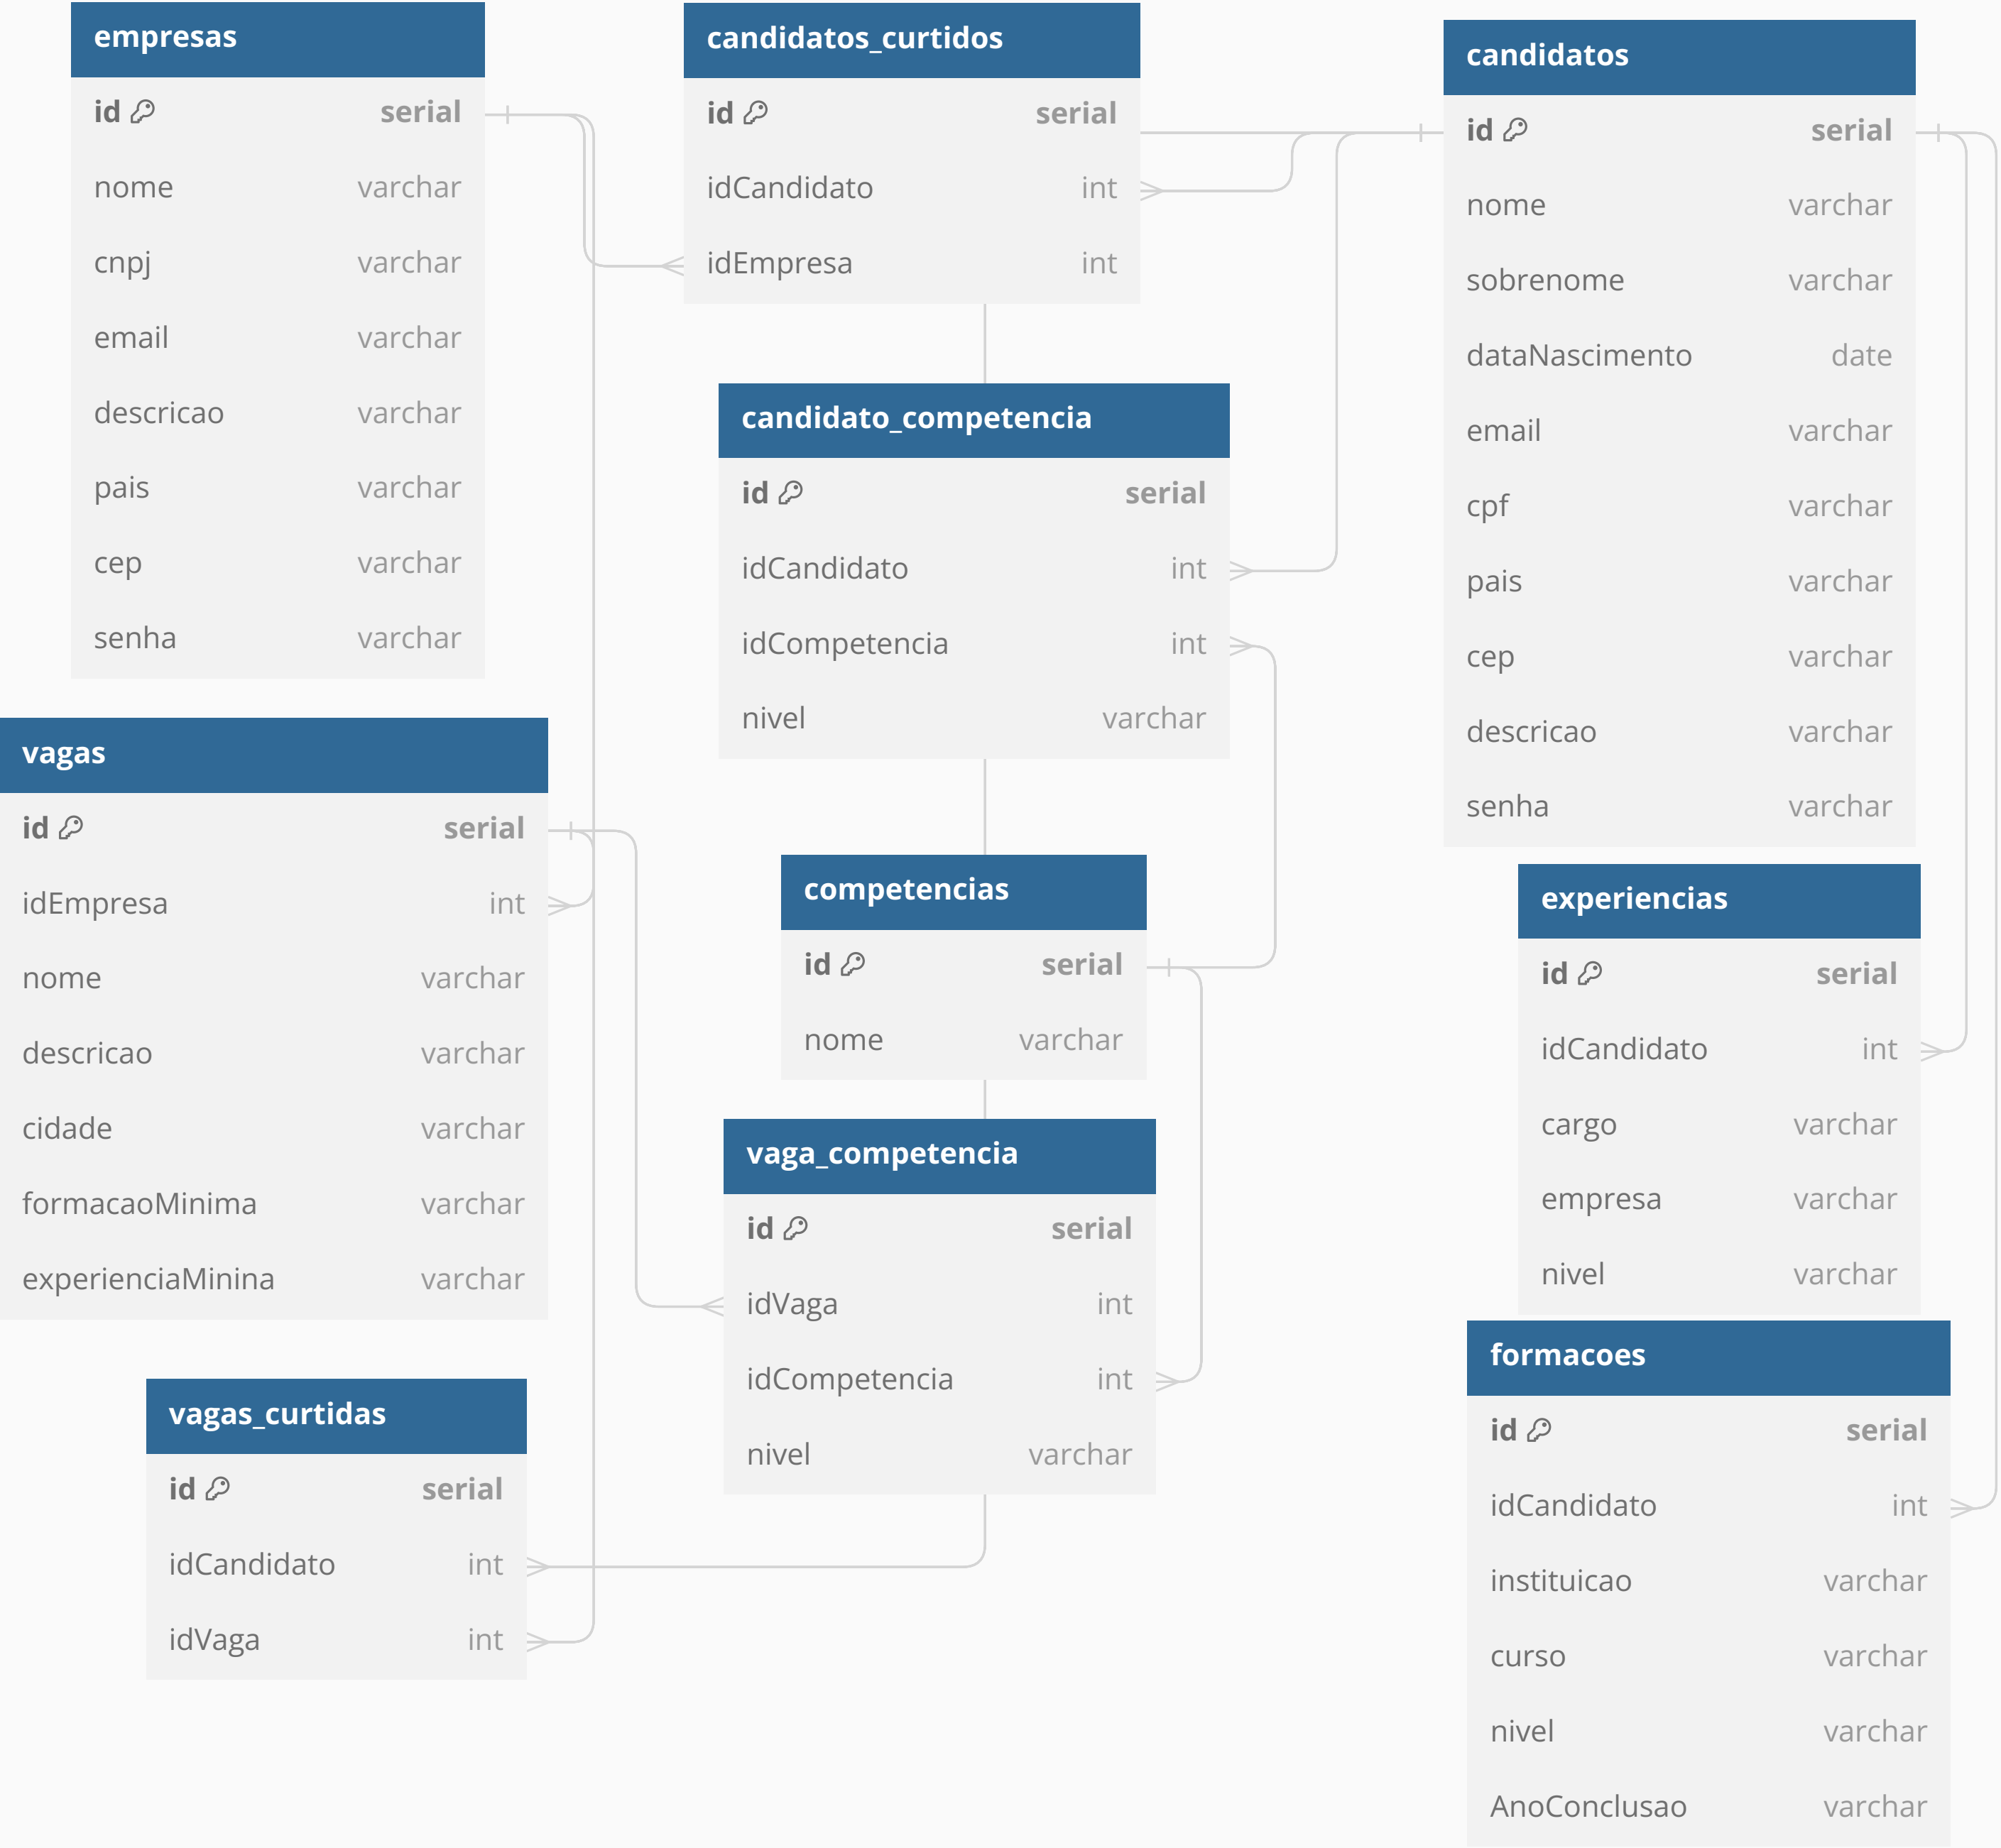 empresas
id serial
nome varchar
cnpj varchar
email varchar
descricao varchar
pais varchar
cep varchar
senha varchar
candidatos_curtidos
id serial
idCandidato int
idEmpresa int
candidatos
id serial
nome varchar
sobrenome varchar
dataNascimento date
email varchar
cpf varchar
pais varchar
cep varchar
descricao varchar
senha varchar
candidato_competencia
id serial
idCandidato int
idCompetencia int
nivel varchar
vagas
id serial
idEmpresa int
nome varchar
descricao varchar
cidade varchar
formacaoMinima varchar
experienciaMinina varchar
competencias
id serial
nome varchar
experiencias
id serial
idCandidato int
cargo varchar
empresa varchar
nivel varchar
vaga_competencia
id serial
idVaga int
idCompetencia int
nivel varchar
formacoes
id serial
idCandidato int
instituicao varchar
curso varchar
nivel varchar
AnoConclusao varchar
vagas_curtidas
id serial
idCandidato int
idVaga int